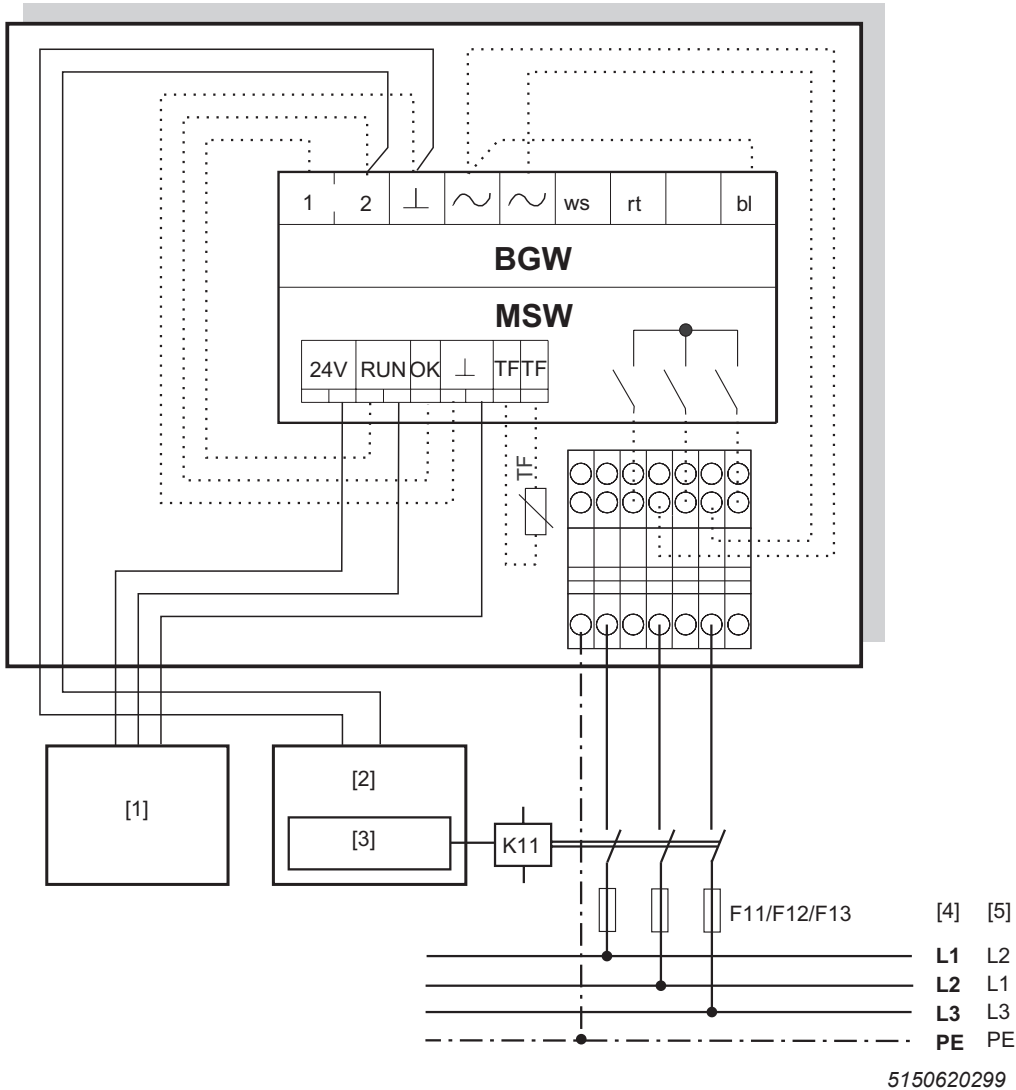 1 2 ⊥ ~ ~ ws rt bl
BGW
MSW
24V RUN OK ⊥ TF TF
TF
[1]
[2]
[3]
K11
F11/F12/F13
[4] [5]
L1 L2
L2 L1
L3 L3
PE PE
5150620299